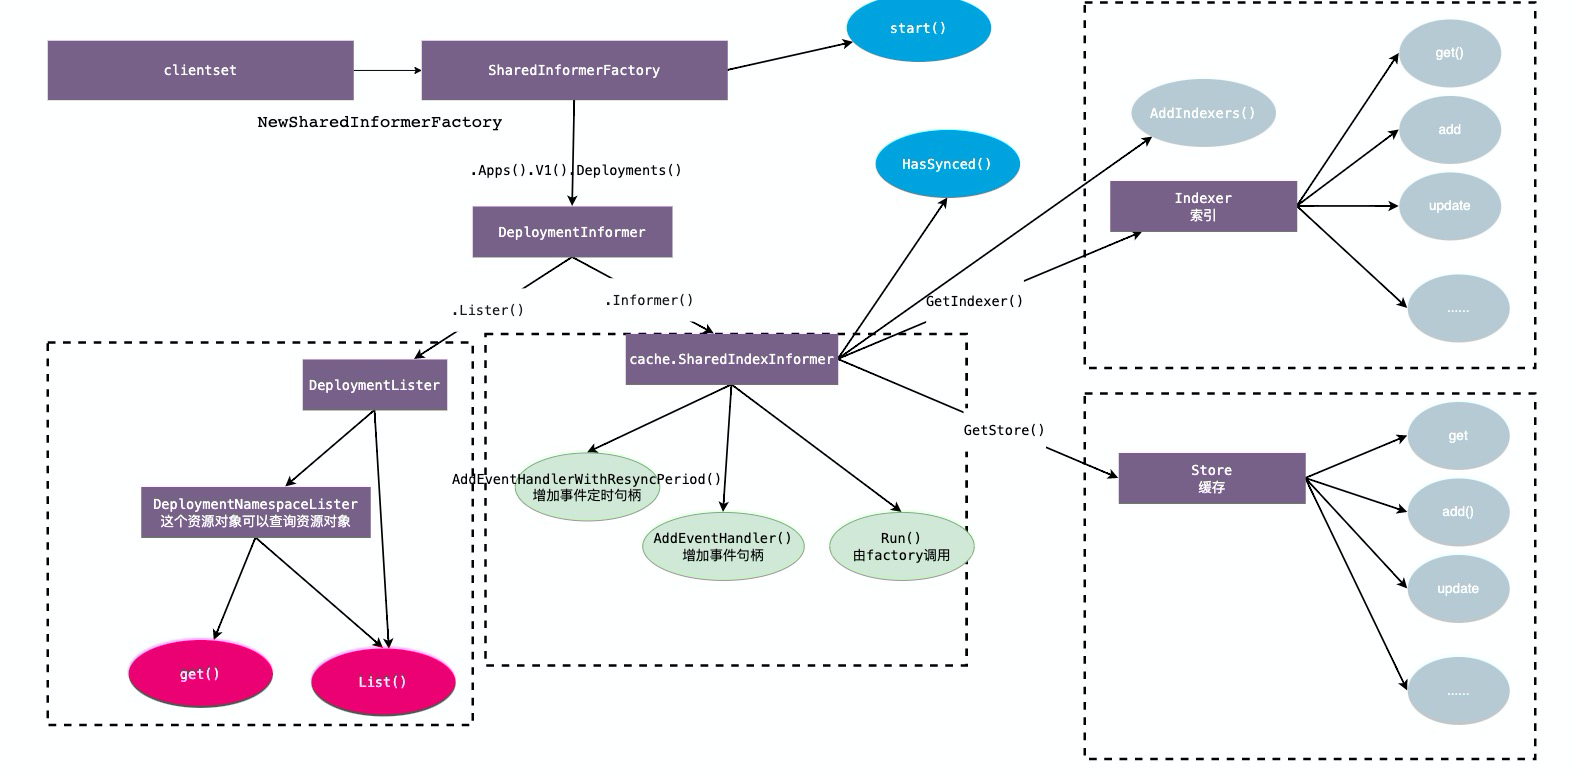 start()
clientset
SharedInformerFactory
NewSharedInformerFactory
.Apps().V1().Deployments()
DeploymentInformer
.Lister()
.Informer()
HasSynced()
DeploymentLister
DeploymentNamespaceLister
这个资源对象可以查询资源对象
get()
List()
cache.SharedIndexInformer
AddEventHandlerWithResyncPeriod()
增加事件定时句柄
AddEventHandler()
增加事件句柄
Run()
由factory调用
GetIndexer()
GetStore()
AddIndexers()
Indexer
索引
get()
add
update
......
Store
缓存
get
add()
update
......